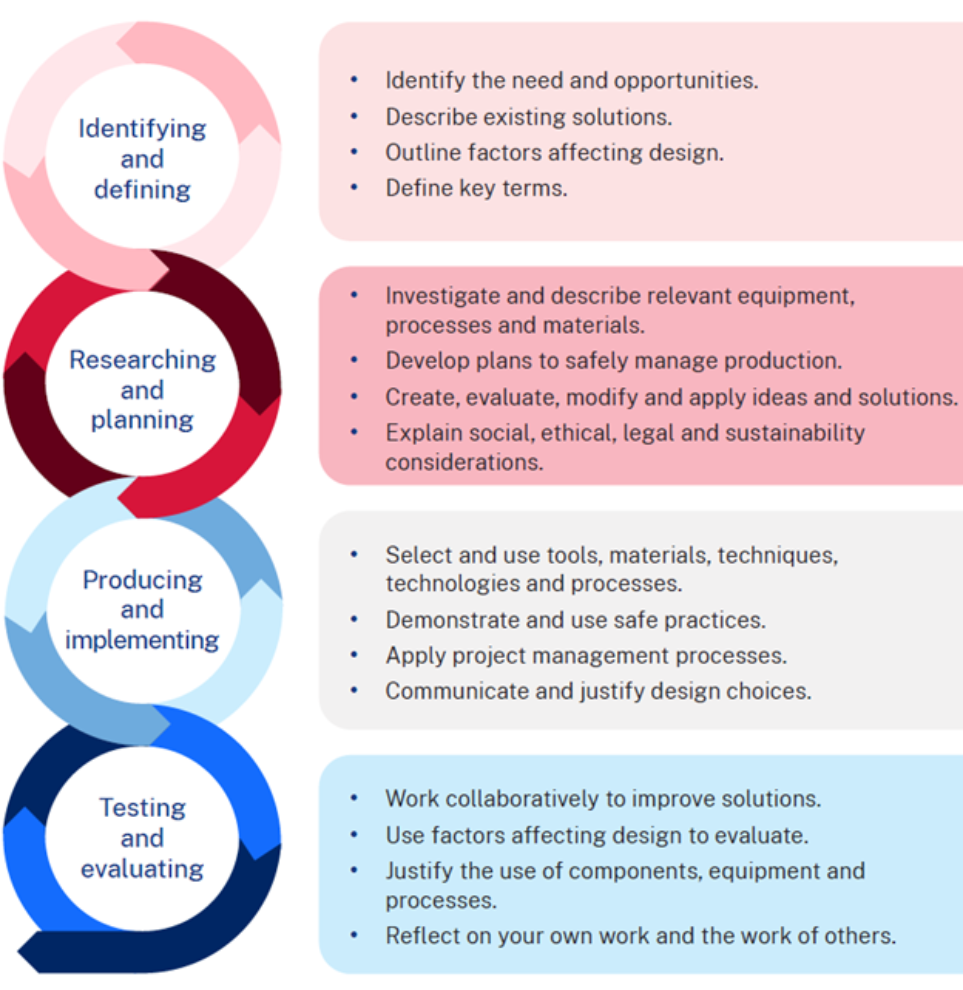 Identifying
and
defining
• Identify the need and opportunities.
• Describe existing solutions.
• Outline factors affecting design.
• Define key terms.
Researching
and
planning
• Investigate and describe relevant equipment,
processes and materials.
• Develop plans to safely manage production.
• Create, evaluate, modify and apply ideas and solutions.
• Explain social, ethical, legal and sustainability
considerations.
Producing
and
implementing
• Select and use tools, materials, techniques,
technologies and processes.
• Demonstrate and use safe practices.
• Apply project management processes.
• Communicate and justify design choices.
Testing
and
evaluating
• Work collaboratively to improve solutions.
• Use factors affecting design to evaluate.
• Justify the use of components, equipment and
processes.
• Reflect on your own work and the work of others.